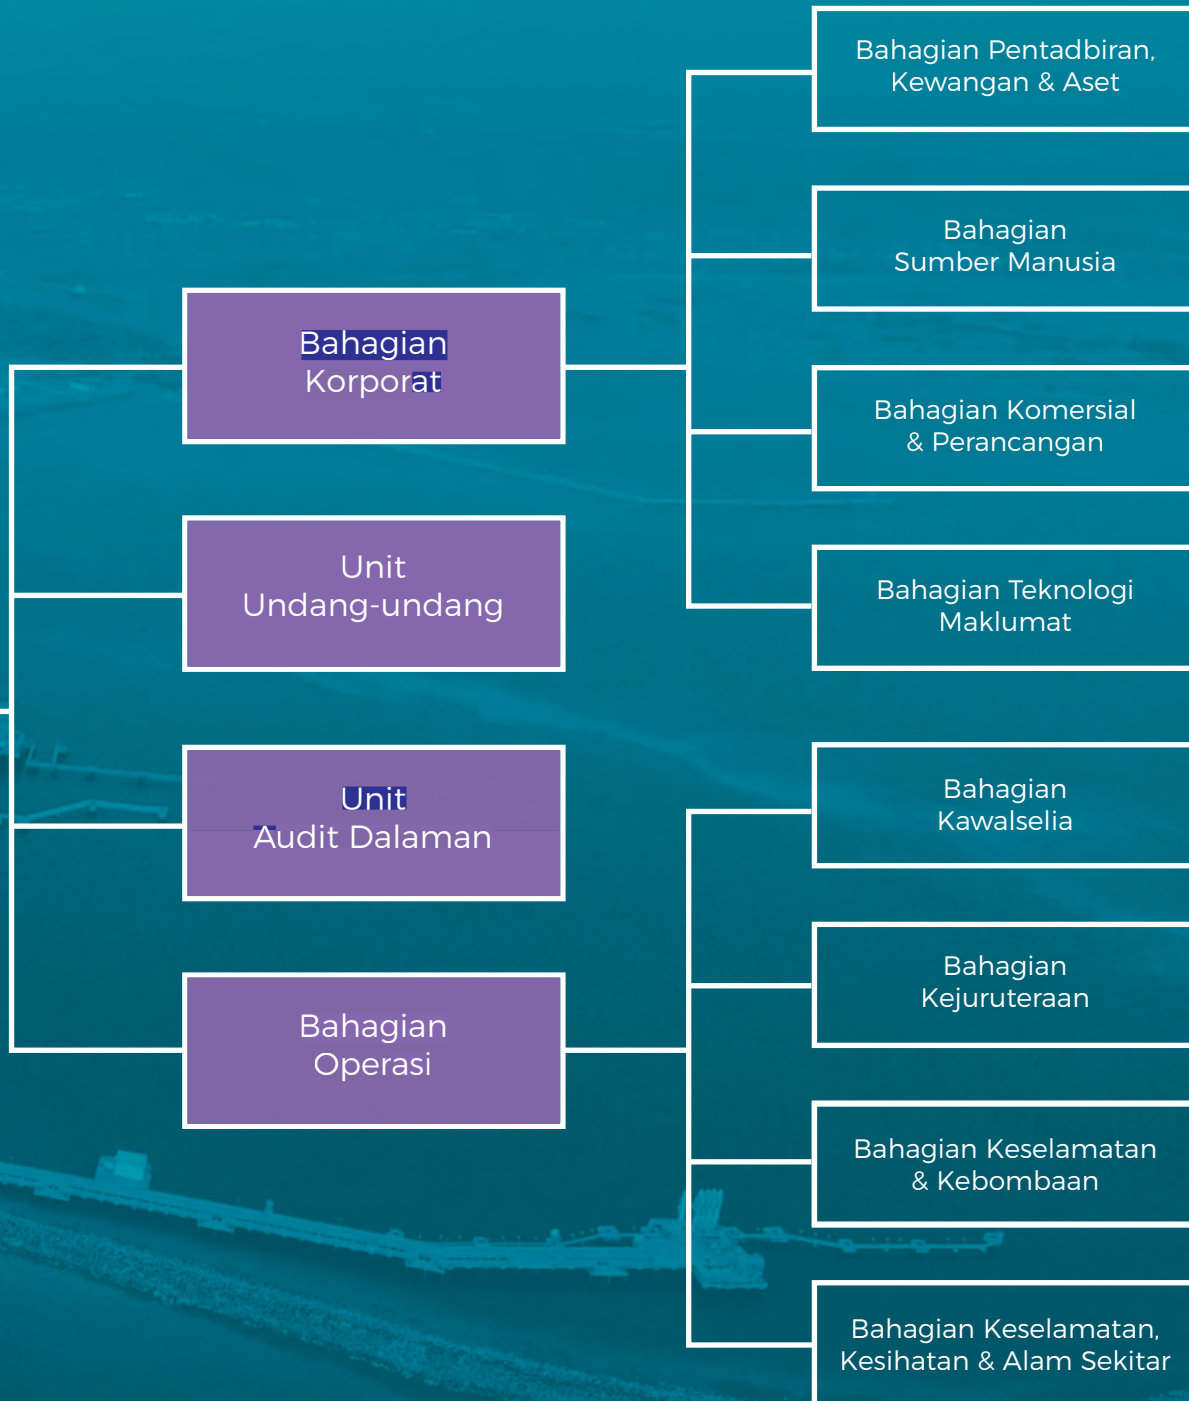 Bahagian
Korporat
Unit
Undang-undang
Unit
Audit Dalaman
Bahagian
Operasi
Bahagian Pentadbiran,
Kewangan & Aset
Bahagian
Sumber Manusia
Bahagian Komersial
& Perancangan
Bahagian Teknologi
Maklumat
Bahagian
Kawalselia
Bahagian
Kejuruteraan
Bahagian Keselamatan
& Kebombaan
Bahagian Keselamatan,
Kesihatan & Alam Sekitar